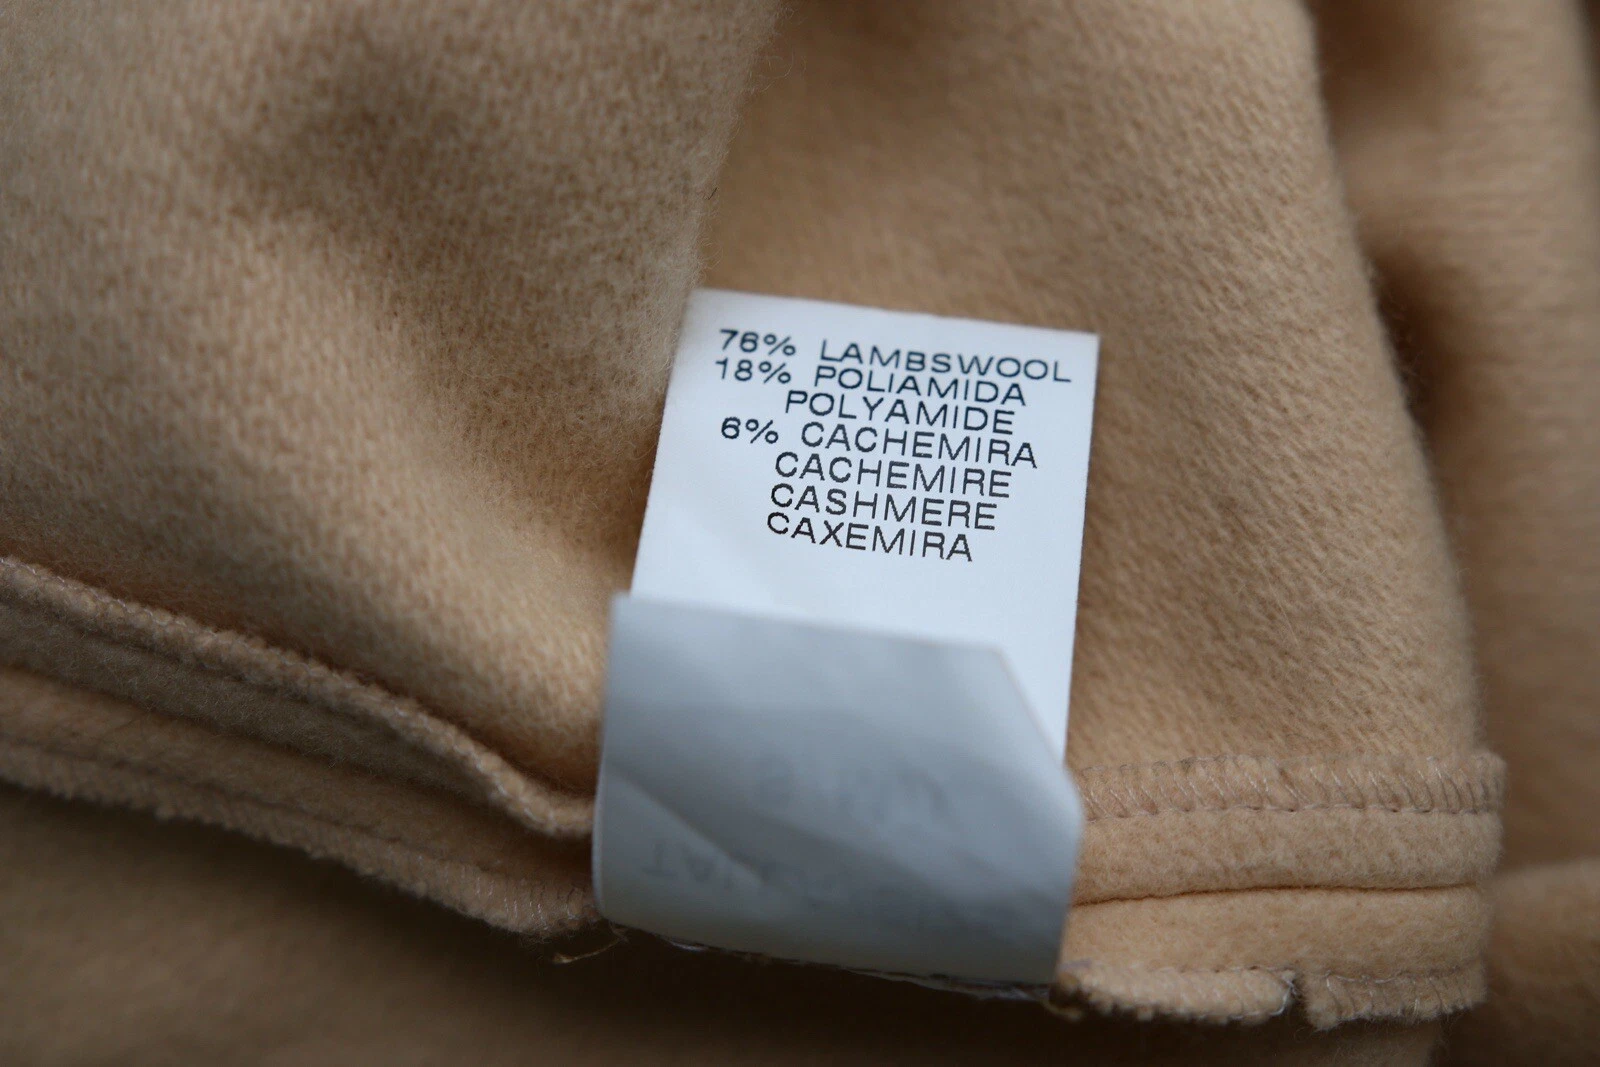 76% LAMBSWOOL
18% POLIAMIDA
POLYAMIDE
6% CACHEMIRA
CACHEMIRE
CASHMERE
CAXEMIRA